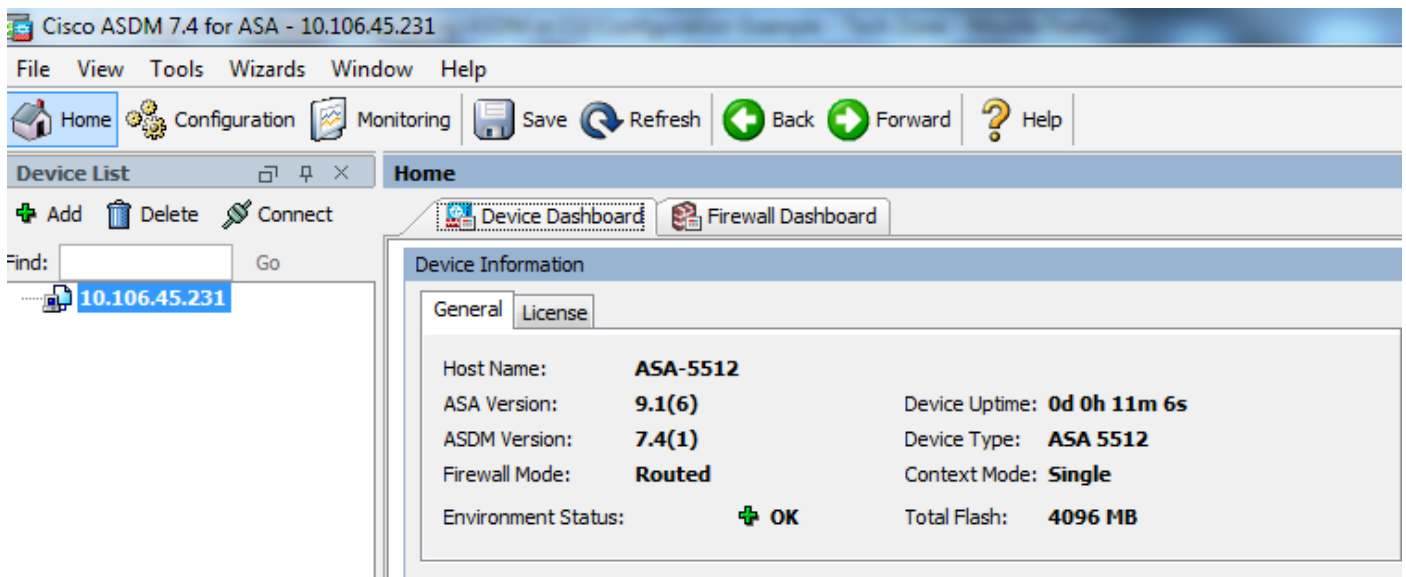 Cisco ASDM 7.4 for ASA - 10.106.45.231
File View Tools Wizards Window Help
Home Configuration Monitoring Save Refresh Back Forward Help
Device List
Home
Add Delete Connect
Device Dashboard Firewall Dashboard
Find: Go
Device Information
10.106.45.231
General License
Host Name: ASA-5512
ASA Version: 9.1(6) Device Uptime: 0d 0h 11m 6s
ASDM Version: 7.4(1) Device Type: ASA 5512
Firewall Mode: Routed Context Mode: Single
Environment Status: OK Total Flash: 4096 MB